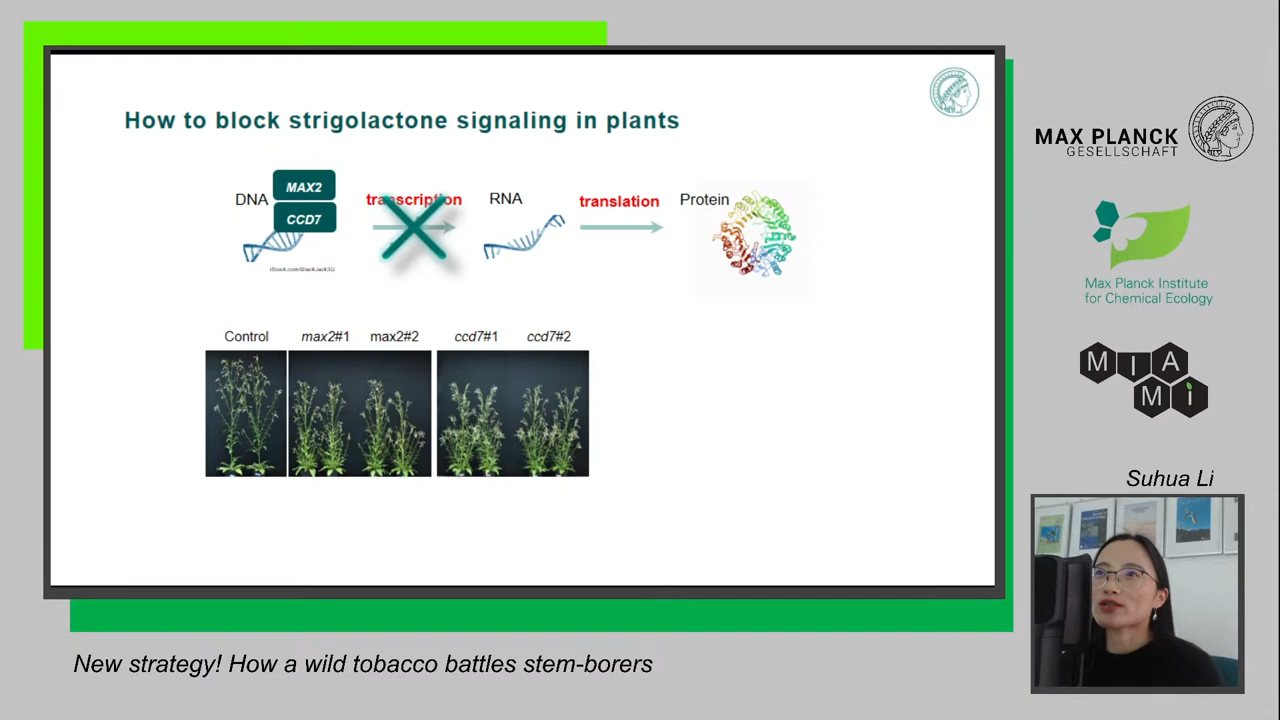 How to block strigolactone signaling in plants
DNA
MAX2
CCD7
transcription
RNA
translation
Protein
Control
max2#1
max2#2
ccd7#1
ccd7#2
MAX PLANCK
GESELLSCHAFT
Max Planck Institute
for Chemical Ecology
MIAMi
Suhua Li
New strategy! How a wild tobacco battles stem-borers